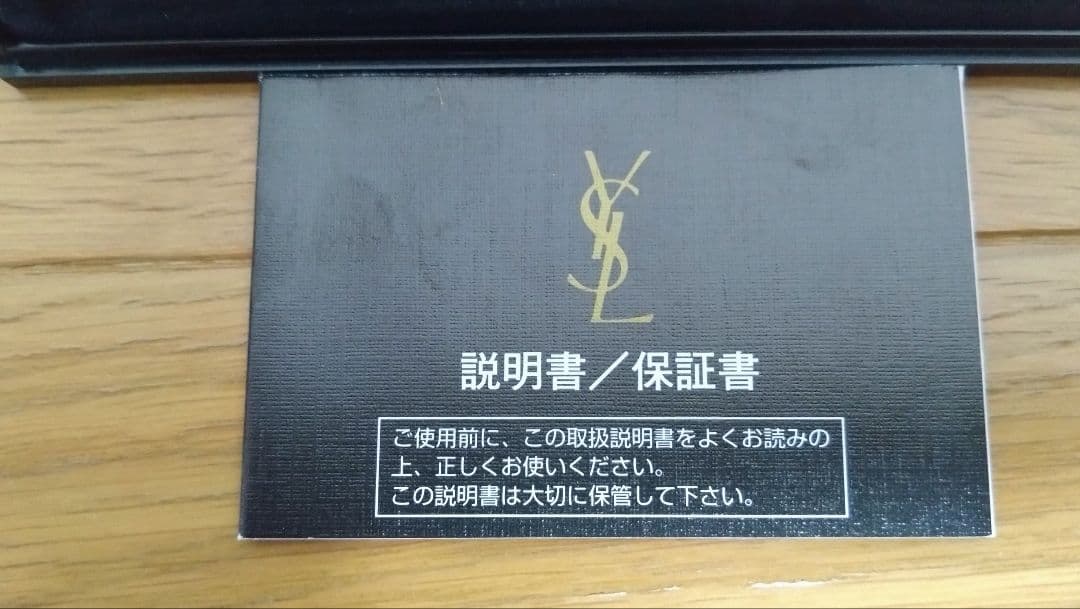 YSL
説明書／保証書
ご使用前に、この取扱説明書をよくお読みの
上、正しくお使いください。
この説明書は大切に保管して下さい。